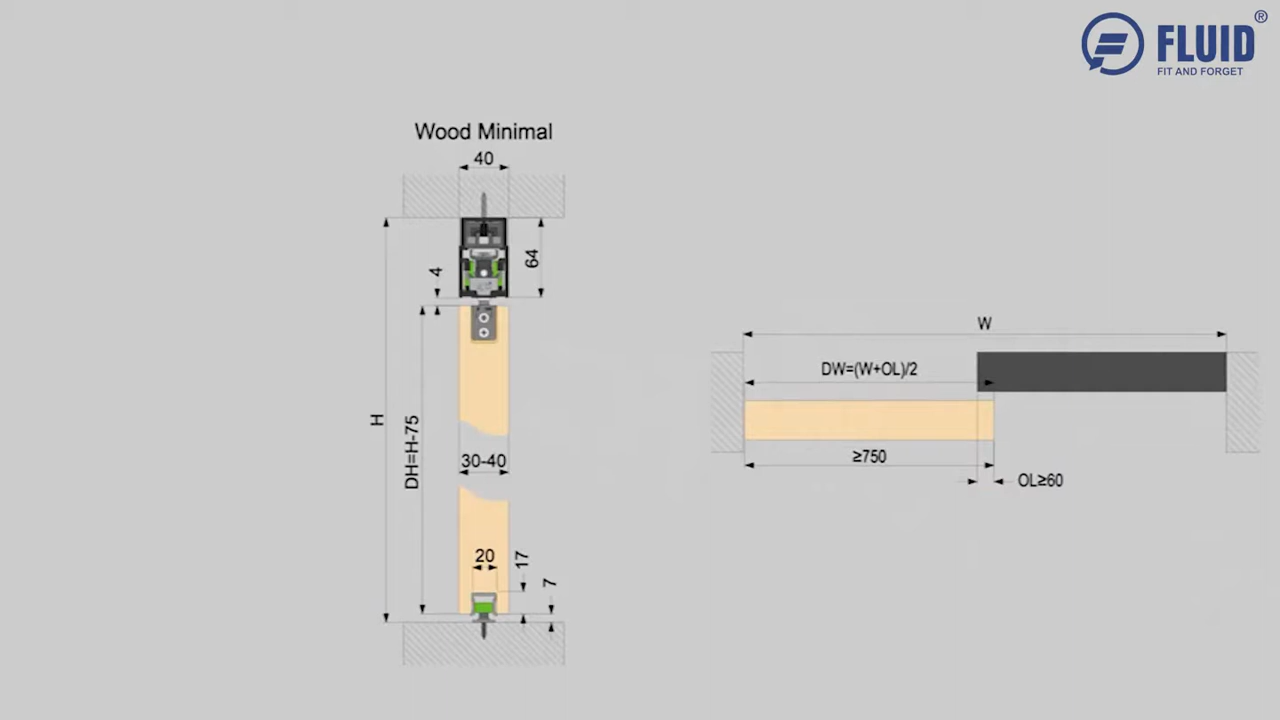 FLUID®
FIT AND FORGET
Wood Minimal
40
64
4
H
DH=H-75
30-40
20
17
7
W
DW=(W+OL)/2
≥750
OL≥60